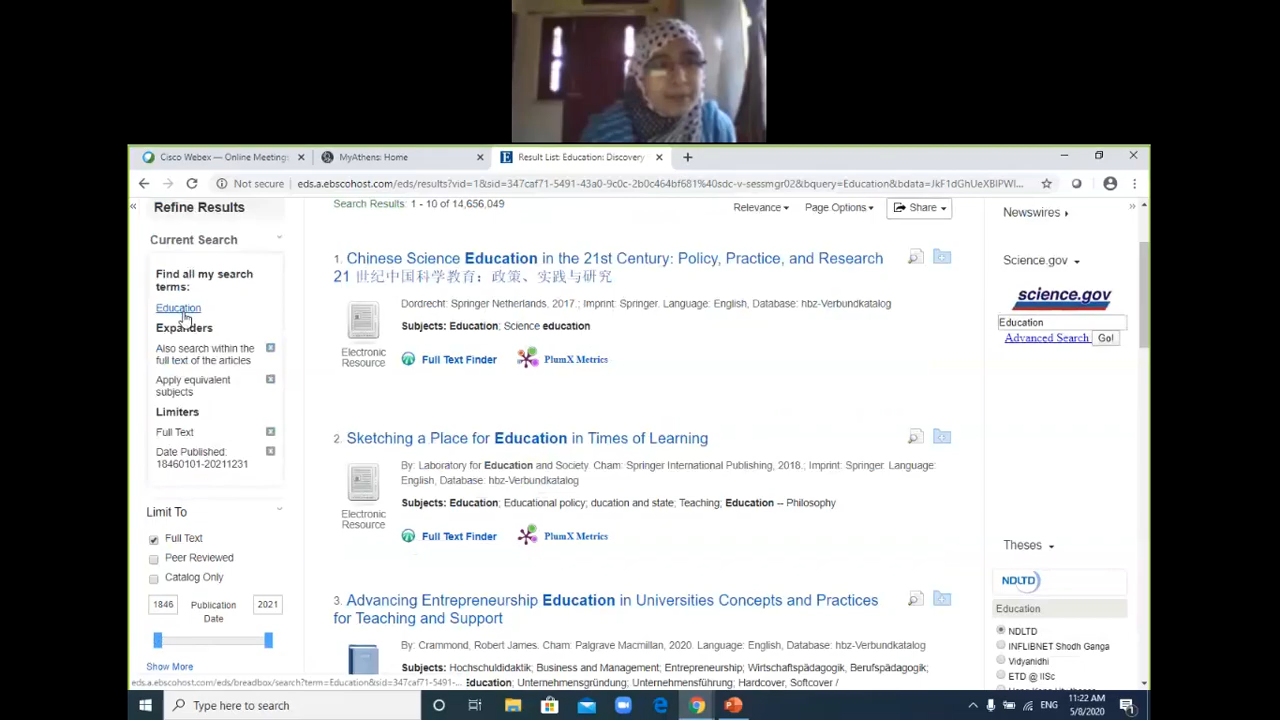 Cisco Webex — Online Meeting
MyAthens: Home
Result List: Education: Discovery
Not secure
eds.a.ebscohost.com/eds/results?vid=1&sid=347caf71-5491-43a0-9c0c-2b0c464bf681%40sdc-v-sessmgr02&bquery=Education&bdata=JkF1dGhUeXBlPWl...
Refine Results
Current Search
Find all my search
terms:
Education
Expanders
Also search within the
full text of the articles
Apply equivalent
subjects
Limiters
Full Text
Date Published:
18460101-20211231
Limit To
Full Text
Peer Reviewed
Catalog Only
1846
Publication
Date
2021
Show More
Search Results: 1 - 10 of 14,656,049
Relevance
Page Options
Share
1. Chinese Science Education in the 21st Century: Policy, Practice, and Research
21 世纪中国科学教育：政策、实践与研究
Dordrecht: Springer Netherlands, 2017.; Imprint: Springer. Language: English, Database: hbz-Verbundkatalog
Subjects: Education; Science education
Electronic
Resource
Full Text Finder
PlumX Metrics
2. Sketching a Place for Education in Times of Learning
By: Laboratory for Education and Society. Cham: Springer International Publishing, 2018.; Imprint: Springer. Language:
English, Database: hbz-Verbundkatalog
Subjects: Education; Educational policy; ducation and state; Teaching; Education -- Philosophy
Electronic
Resource
Full Text Finder
PlumX Metrics
3. Advancing Entrepreneurship Education in Universities Concepts and Practices
for Teaching and Support
By: Crammond, Robert James. Cham: Palgrave Macmillan, 2020. Language: English, Database: hbz-Verbundkatalog
Subjects: Hochschuldidaktik; Business and Management; Entrepreneurship; Wirtschaftspädagogik, Berufspädagogik;
Education; Unternehmensgründung; Unternehmensführung; Hardcover, Softcover /
Newswires
Science.gov
science.gov
Education
Advanced Search
Go!
Theses
NDLTD
Education
NDLTD
INFLIBNET Shodh Ganga
Vidyanidhi
ETD @ IISc
eds.a.ebscohost.com/eds/breadbox/search?term=Education&sid=347caf71-5491-...
Type here to search
ENG
11:22 AM
5/8/2020
1